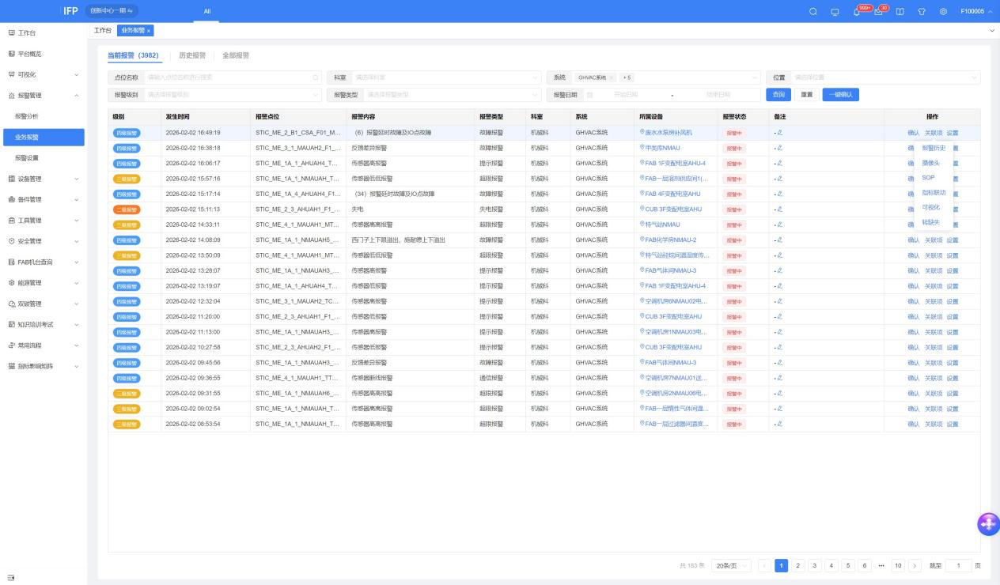 IFP 创新中心一期 All 999+ 30 F100005
工作台 业务报警 ×
工作台
平台概览
可视化
报警管理
报警分析
业务报警
报警设置
设备管理
备件管理
工具管理
安全管理
FAB机台查询
能源管理
双碳管理
知识培训考试
常用流程
指标影响矩阵
当前报警（3982） 历史报警 全部报警
点位名称 请输入点位名称进行搜索 科室 请选择科室 系统 GHVAC系统 × + 5 位置 请选择位置
报警级别 请选择报警级别 报警类型 请选择报警类型 报警日期 开始日期 - 结束日期 查询 重置 一键确认
级别 发生时间 报警点位 报警内容 报警类型 科室 系统 所属设备 报警状态 备注 操作
四级报警 2026-02-02 16:49:19 STIC_ME_2_B1_CSA_F01_M... （6）报警延时故障及IO点故障 故障报警 机械科 GHVAC系统 废水水泵房补风机 报警中 - 确认 关联项 设置
四级报警 2026-02-02 16:38:18 STIC_ME_3_1_MAUAH2_F1_... 反馈差异报警 故障报警 机械科 GHVAC系统 甲类库NMAU 报警中 - 确 报警历史 置
四级报警 2026-02-02 16:06:17 STIC_ME_1A_1_AHUAH4_T... 传感器高报警 提示报警 机械科 GHVAC系统 FAB 1F变配电室AHU-4 报警中 - 确 摄像头 置
三级报警 2026-02-02 15:57:16 STIC_ME_1A_1_NMAUAH_T... 传感器低低报警 超限报警 机械科 GHVAC系统 FAB一层溶剂供应间1(... 报警中 - 确 SOP 置
四级报警 2026-02-02 15:17:14 STIC_ME_1A_4_AHUAH4_F1... （34）报警延时故障及IO点故障 故障报警 机械科 GHVAC系统 FAB 4F变配电室AHU 报警中 - 确 指标联动 置
二级报警 2026-02-02 15:11:13 STIC_ME_2_3_AHUAH1_F1_... 失电 失电报警 机械科 GHVAC系统 CUB 3F变配电室AHU 报警中 - 确 可视化 置
三级报警 2026-02-02 14:33:11 STIC_ME_4_1_MAUAH1_MT... 传感器高高报警 超限报警 机械科 GHVAC系统 特气站NMAU 报警中 - 确 转缺失 置
四级报警 2026-02-02 14:08:09 STIC_ME_1A_1_NMAUAH5_... 西门子上下限溢出，施耐德上下溢出 故障报警 机械科 GHVAC系统 FAB化学房NMAU-2 报警中 - 确认 关联项 设置
三级报警 2026-02-02 13:50:09 STIC_ME_4_1_MAUAH1_MT... 传感器低低报警 超限报警 机械科 GHVAC系统 特气站硅烷间温湿度传... 报警中 - 确认 关联项 设置
四级报警 2026-02-02 13:28:07 STIC_ME_1A_1_NMAUAH3_... 传感器高报警 提示报警 机械科 GHVAC系统 FAB气体间NMAU-3 报警中 - 确认 关联项 设置
四级报警 2026-02-02 13:19:07 STIC_ME_1A_1_AHUAH4_T... 传感器低报警 提示报警 机械科 GHVAC系统 FAB 1F变配电室AHU-4 报警中 - 确认 关联项 设置
四级报警 2026-02-02 12:32:04 STIC_ME_3_1_MAUAH2_TC... 传感器高报警 提示报警 机械科 GHVAC系统 空调机房6NMAU02电... 报警中 - 确认 关联项 设置
四级报警 2026-02-02 11:20:00 STIC_ME_2_3_AHUAH1_F1_... 传感器低报警 提示报警 机械科 GHVAC系统 CUB 3F变配电室AHU 报警中 - 确认 关联项 设置
四级报警 2026-02-02 11:13:00 STIC_ME_1A_1_NMAUAH3_... 传感器高报警 提示报警 机械科 GHVAC系统 空调机房1NMAU03电... 报警中 - 确认 关联项 设置
四级报警 2026-02-02 10:27:58 STIC_ME_2_3_AHUAH2_F1_... 传感器低报警 提示报警 机械科 GHVAC系统 CUB 3F变配电室AHU 报警中 - 确认 关联项 设置
四级报警 2026-02-02 09:45:56 STIC_ME_1A_1_NMAUAH3_... 反馈差异报警 故障报警 机械科 GHVAC系统 FAB气体间NMAU-3 报警中 - 确认 关联项 设置
四级报警 2026-02-02 09:36:55 STIC_ME_4_1_MAUAH1_TT... 传感器断线报警 通信报警 机械科 GHVAC系统 空调机房7NMAU01送... 报警中 - 确认 关联项 设置
三级报警 2026-02-02 09:31:55 STIC_ME_1A_1_NMAUAH6_... 传感器高高报警 超限报警 机械科 GHVAC系统 空调机房2NMAU06电... 报警中 - 确认 关联项 设置
三级报警 2026-02-02 09:02:54 STIC_ME_1A_1_NMAUAH_T... 传感器高高报警 超限报警 机械科 GHVAC系统 FAB一层惰性气体间温... 报警中 - 确认 关联项 设置
三级报警 2026-02-02 08:53:54 STIC_ME_1A_1_NMAUAH_T... 传感器高高报警 超限报警 机械科 GHVAC系统 FAB一层过滤器间温度... 报警中 - 确认 关联项 设置
共 183 条 20条/页 1 2 3 4 5 6 ••• 10 跳至 1 页